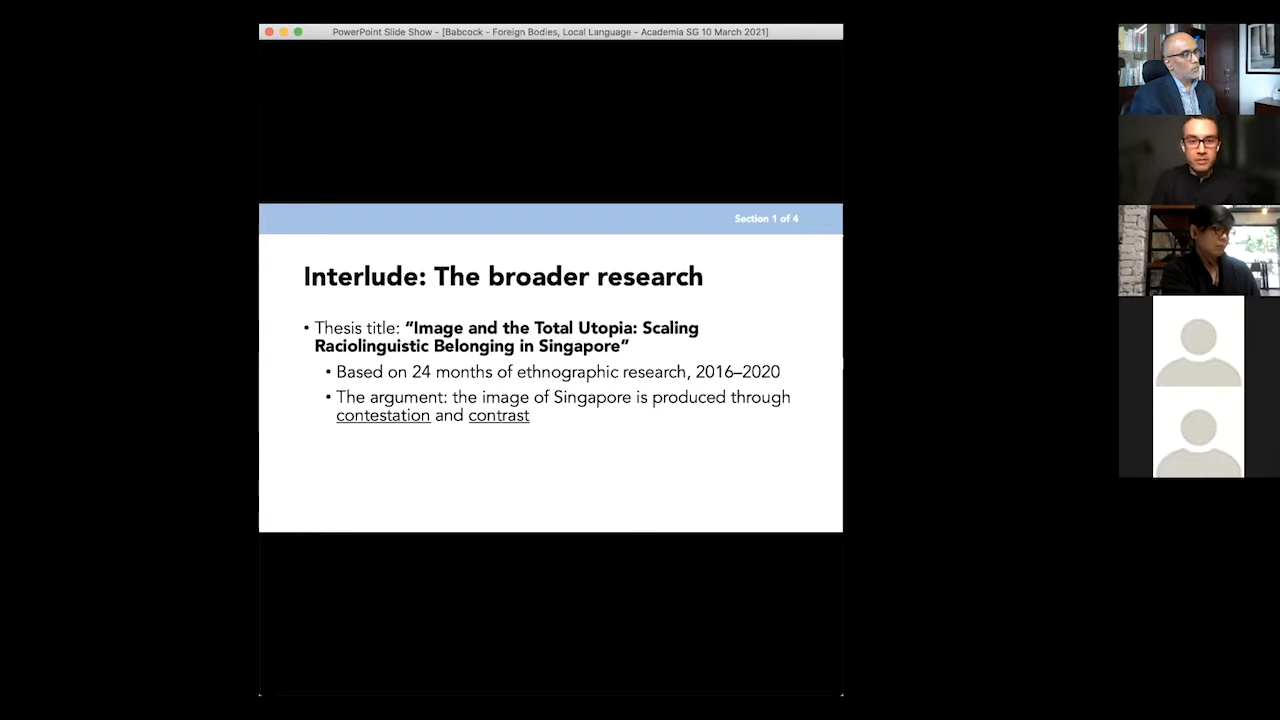 PowerPoint Slide Show - [Babcock - Foreign Bodies, Local Language - Academia SG 10 March 2021]
Section 1 of 4
Interlude: The broader research
• Thesis title: “Image and the Total Utopia: Scaling
Raciolinguistic Belonging in Singapore”
• Based on 24 months of ethnographic research, 2016–2020
• The argument: the image of Singapore is produced through
contestation and contrast